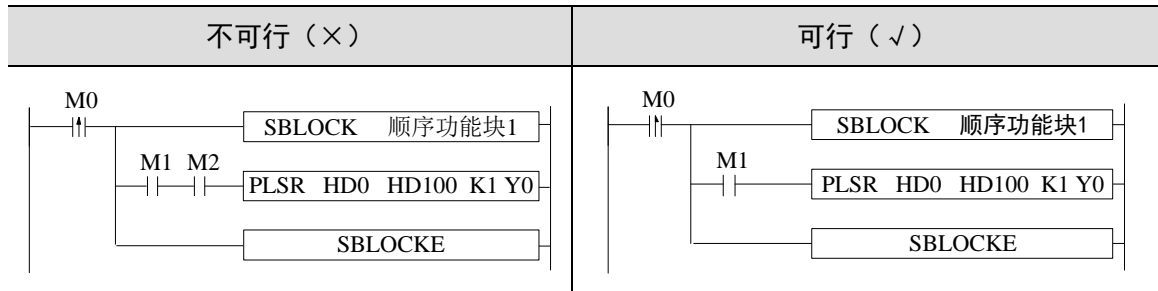 不可行（×）
可行（√）
M0
SBLOCK 顺序功能块1
M1 M2
PLSR HD0 HD100 K1 Y0
SBLOCKE
M0
SBLOCK 顺序功能块1
M1
PLSR HD0 HD100 K1 Y0
SBLOCKE